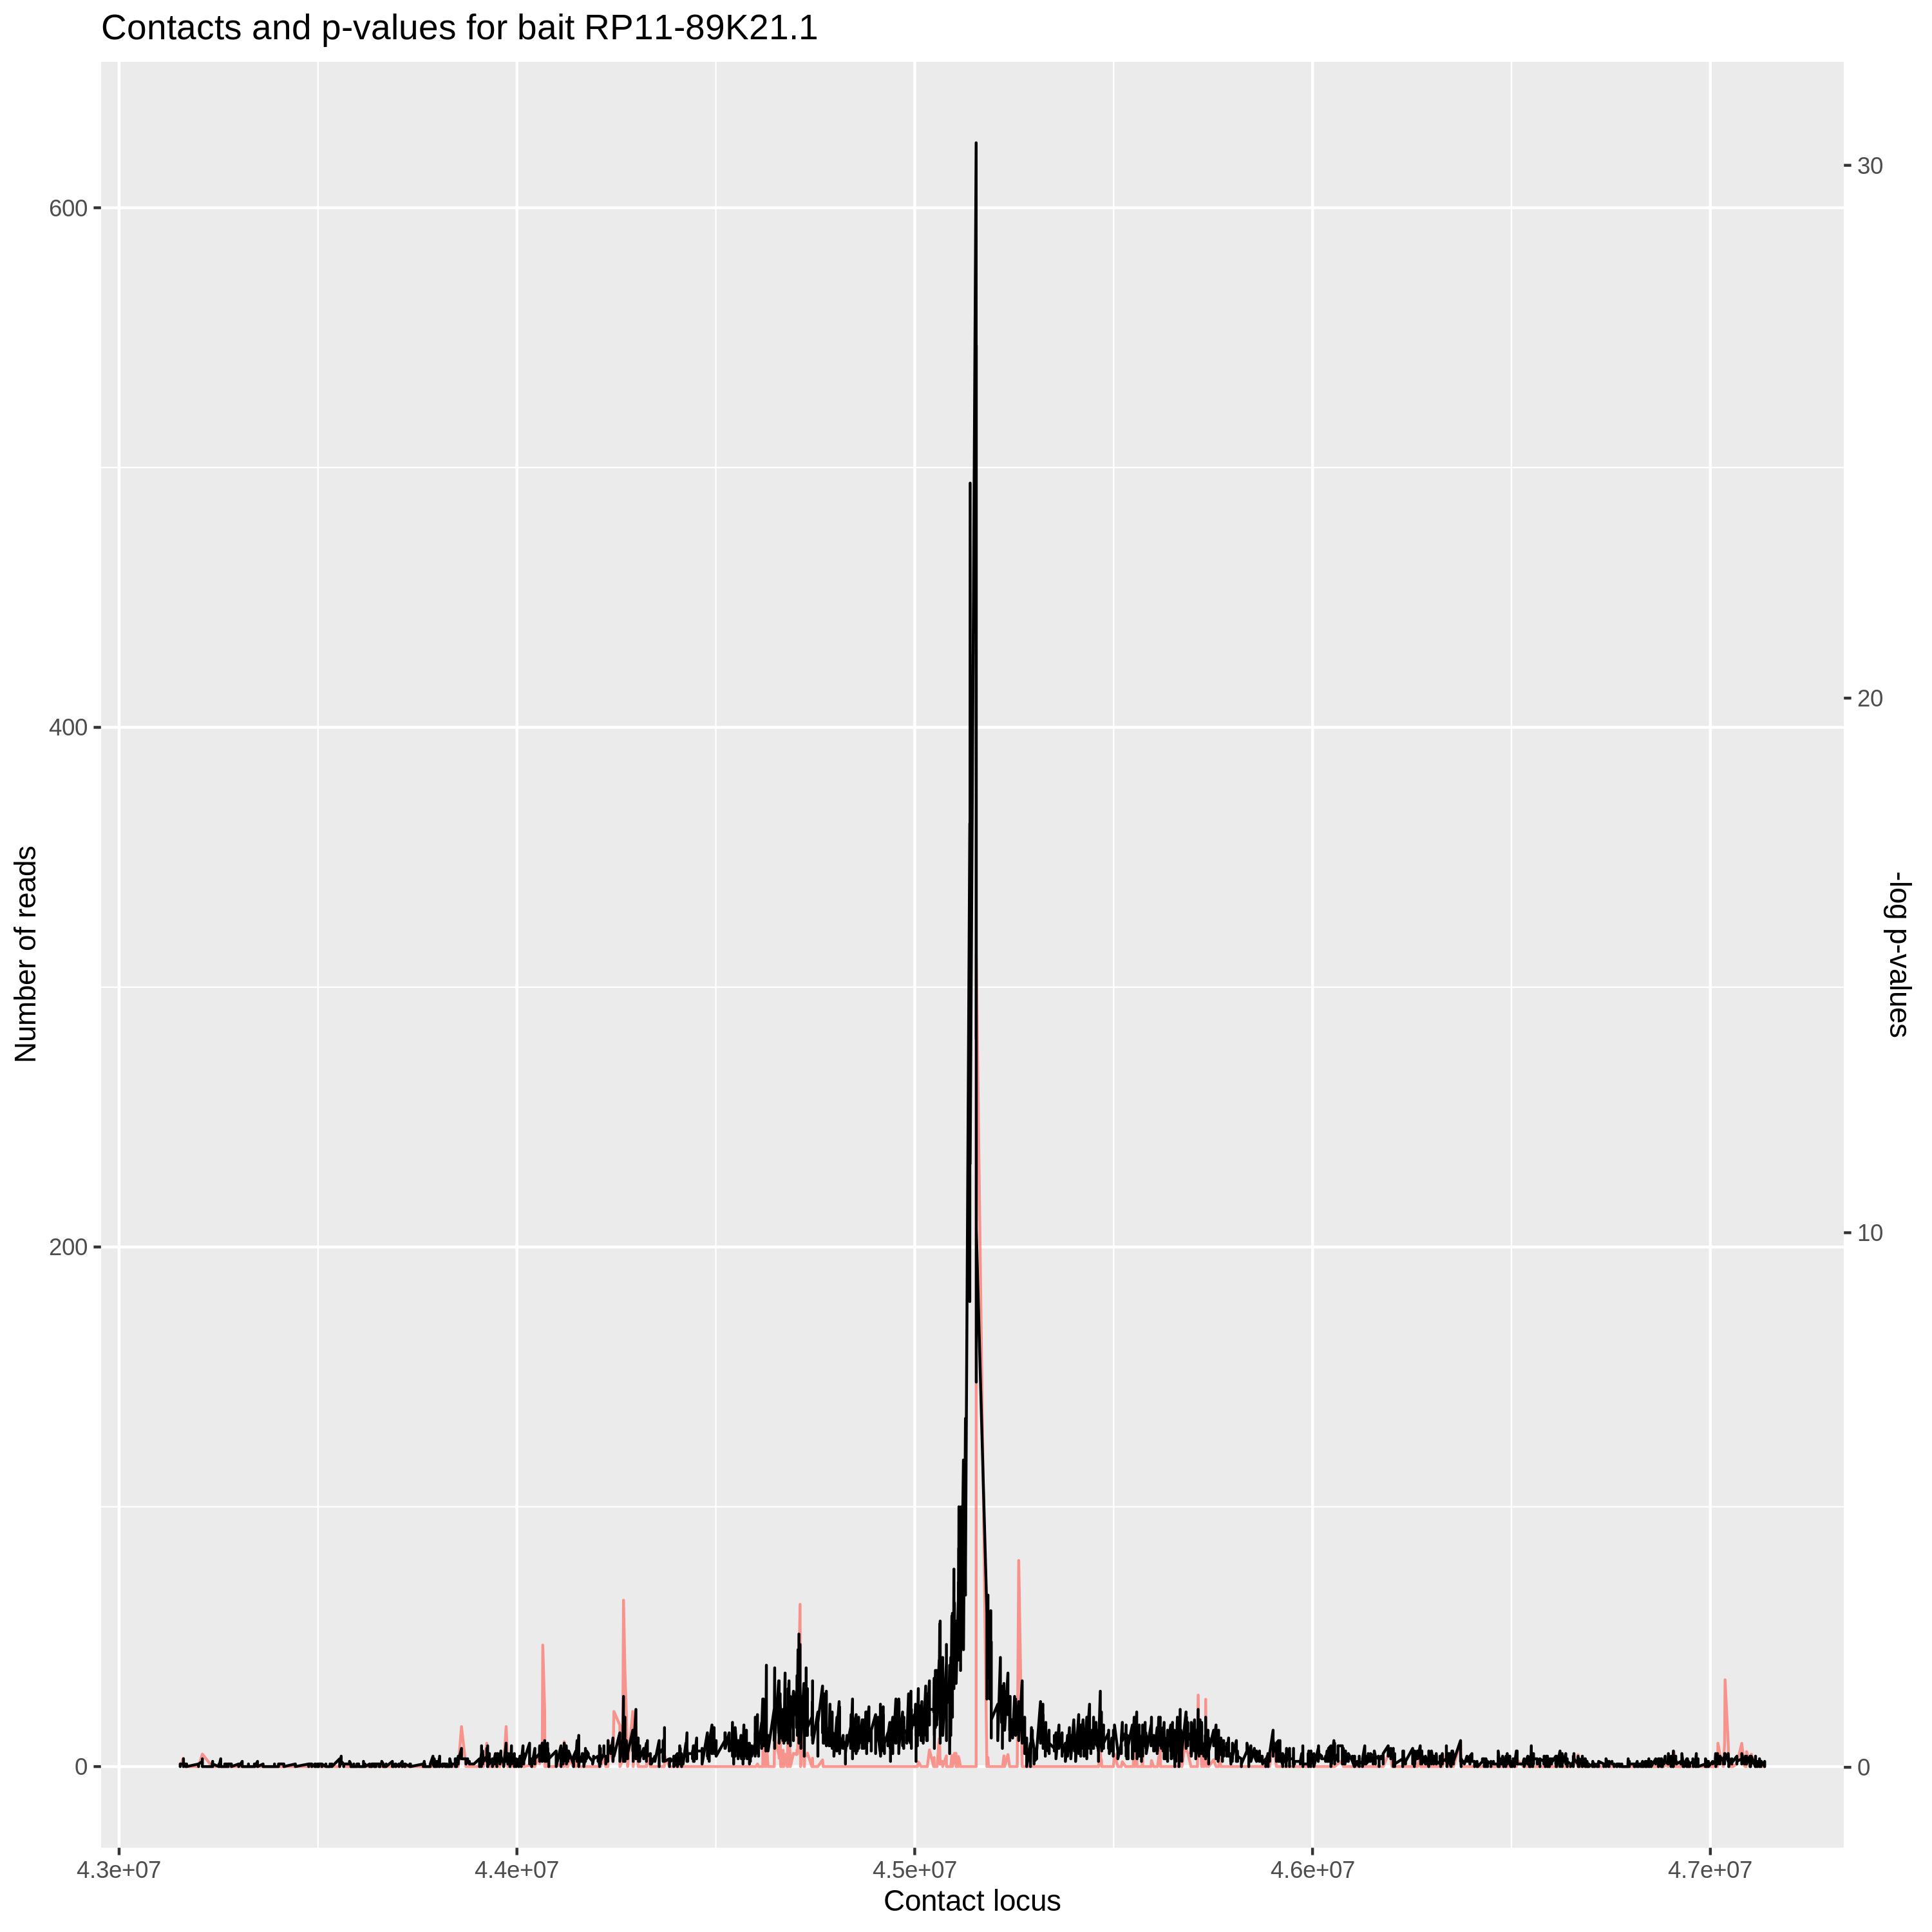 Contacts and p-values for bait RP11-89K21.1
600
400
200
0
30
20
10
0
Number of reads
-log p-values
4.3e+07
4.4e+07
4.5e+07
4.6e+07
4.7e+07
Contact locus